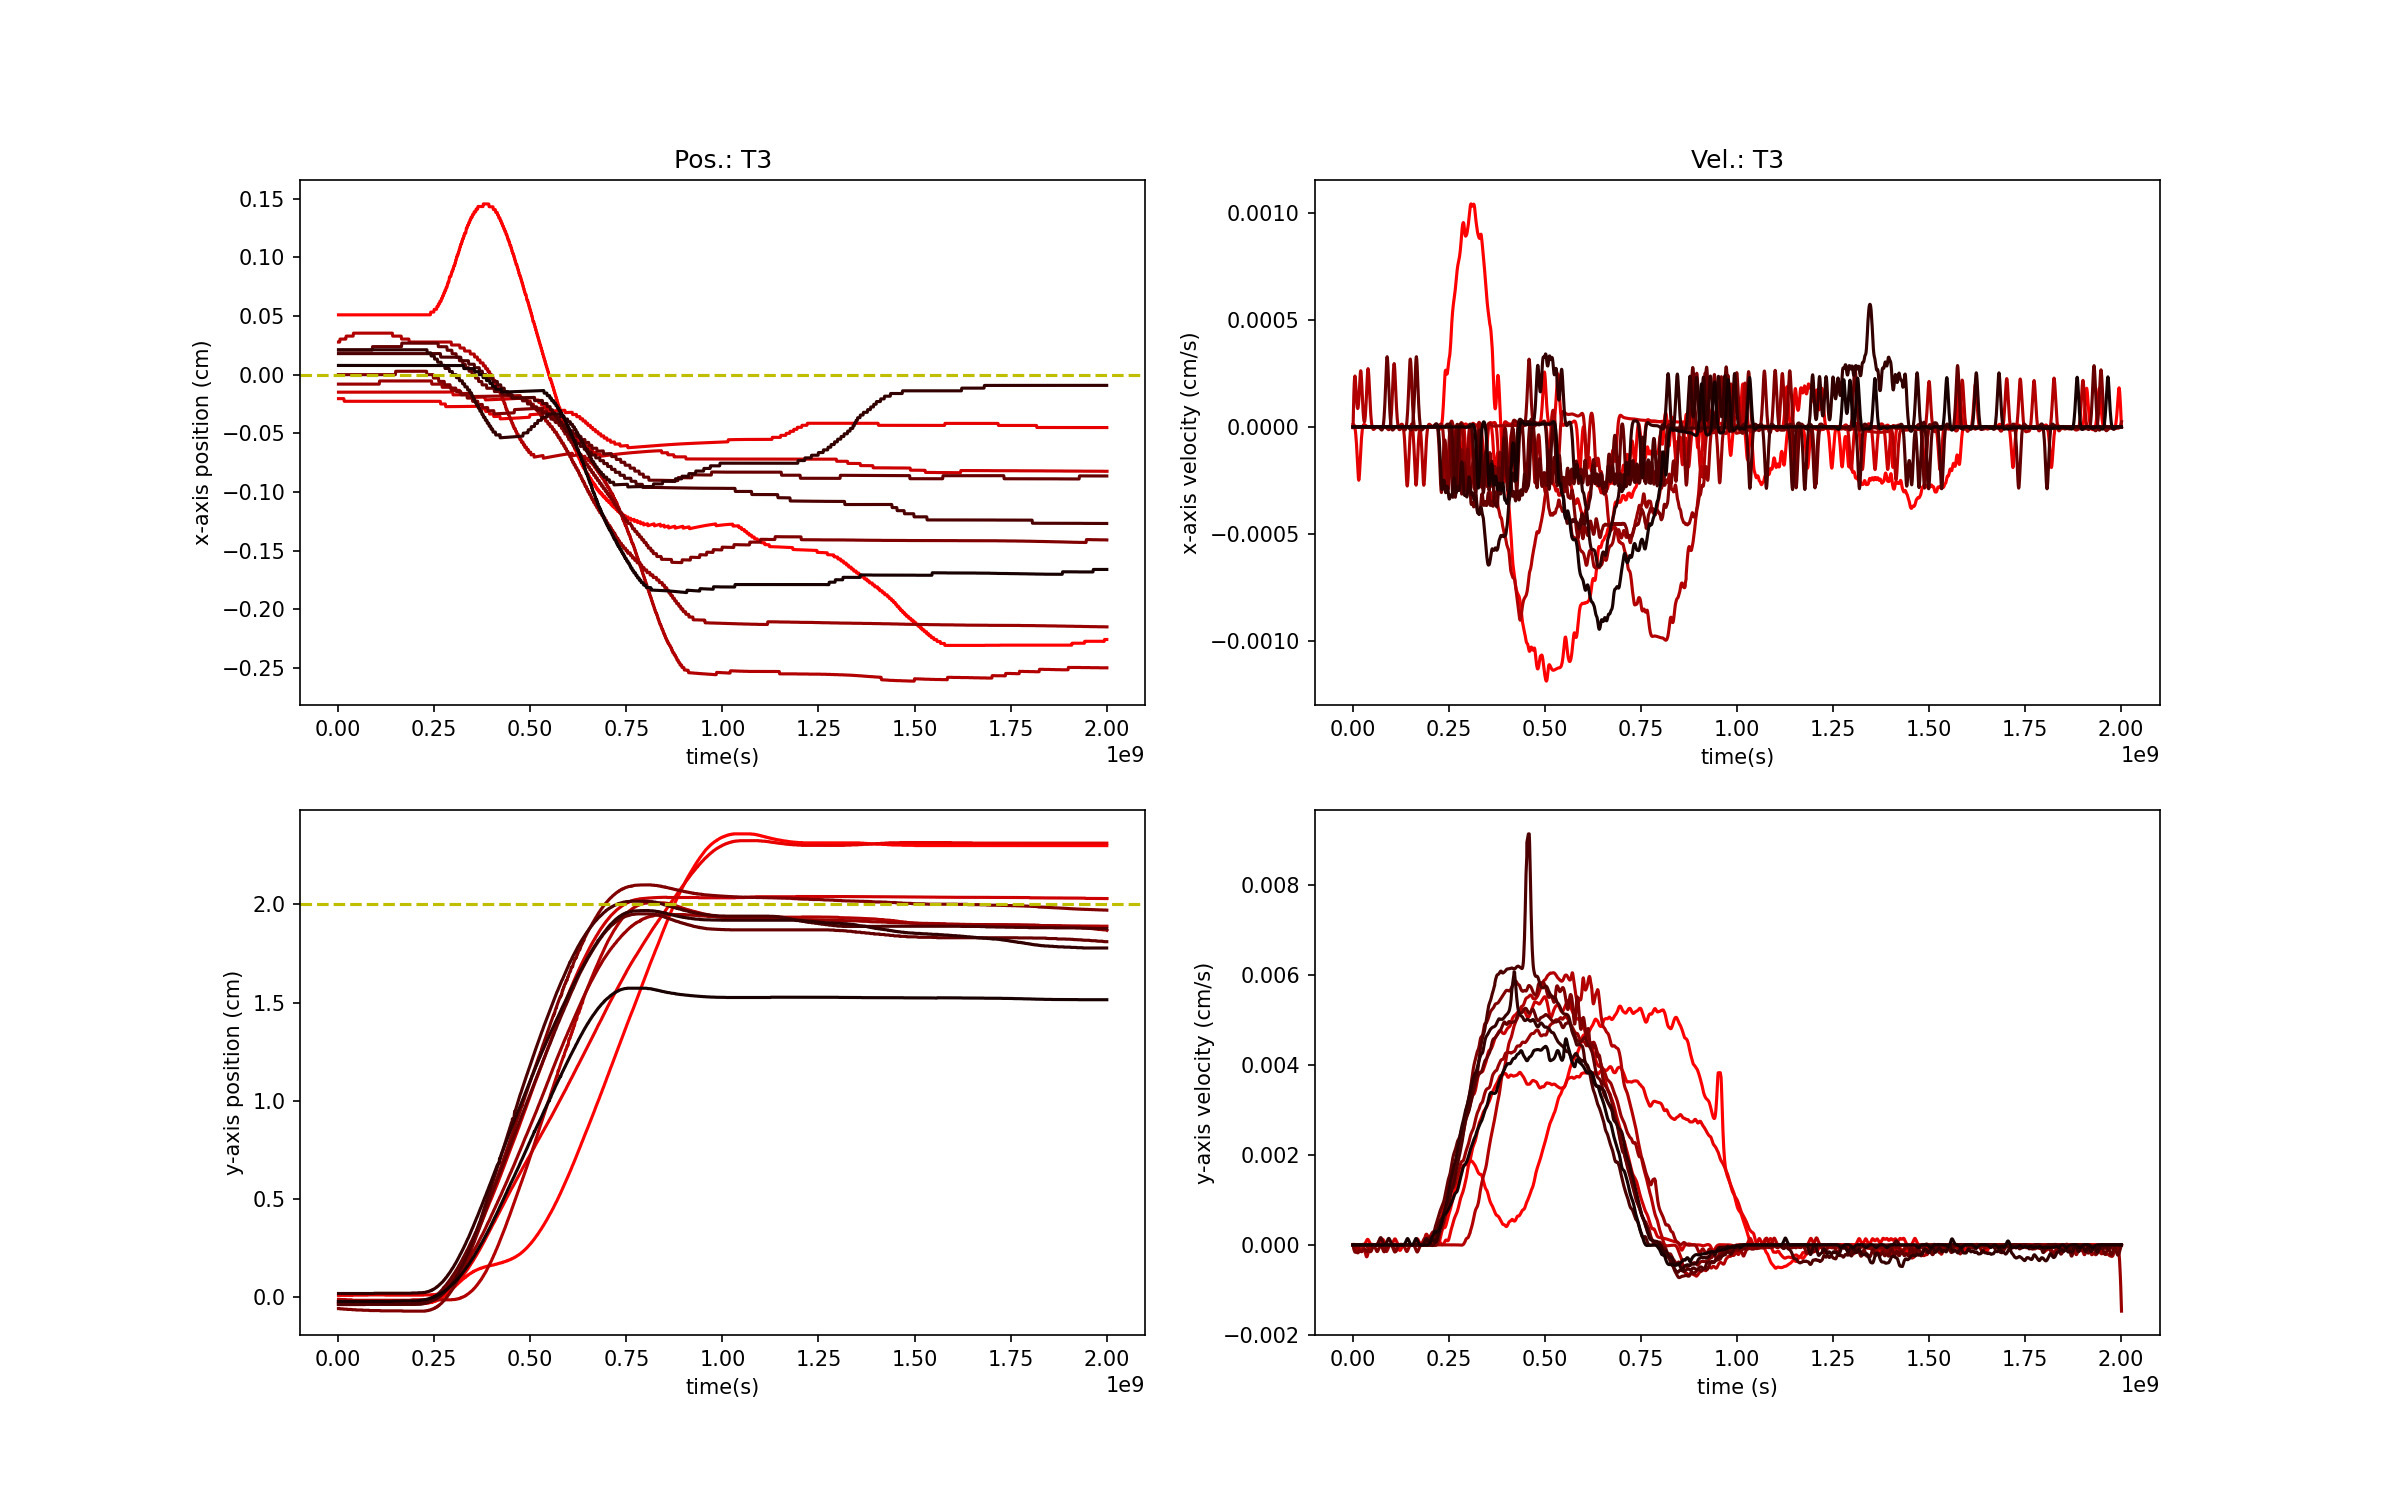 Pos.: T3
0.15
0.10
0.05
0.00
−0.05
−0.10
−0.15
−0.20
−0.25
x-axis position (cm)
0.00 0.25 0.50 0.75 1.00 1.25 1.50 1.75 2.00
time(s)
1e9
Vel.: T3
0.0010
0.0005
0.0000
−0.0005
−0.0010
x-axis velocity (cm/s)
0.00 0.25 0.50 0.75 1.00 1.25 1.50 1.75 2.00
time(s)
1e9
2.0
1.5
1.0
0.5
0.0
y-axis position (cm)
0.00 0.25 0.50 0.75 1.00 1.25 1.50 1.75 2.00
time(s)
1e9
0.008
0.006
0.004
0.002
0.000
−0.002
y-axis velocity (cm/s)
0.00 0.25 0.50 0.75 1.00 1.25 1.50 1.75 2.00
time (s)
1e9